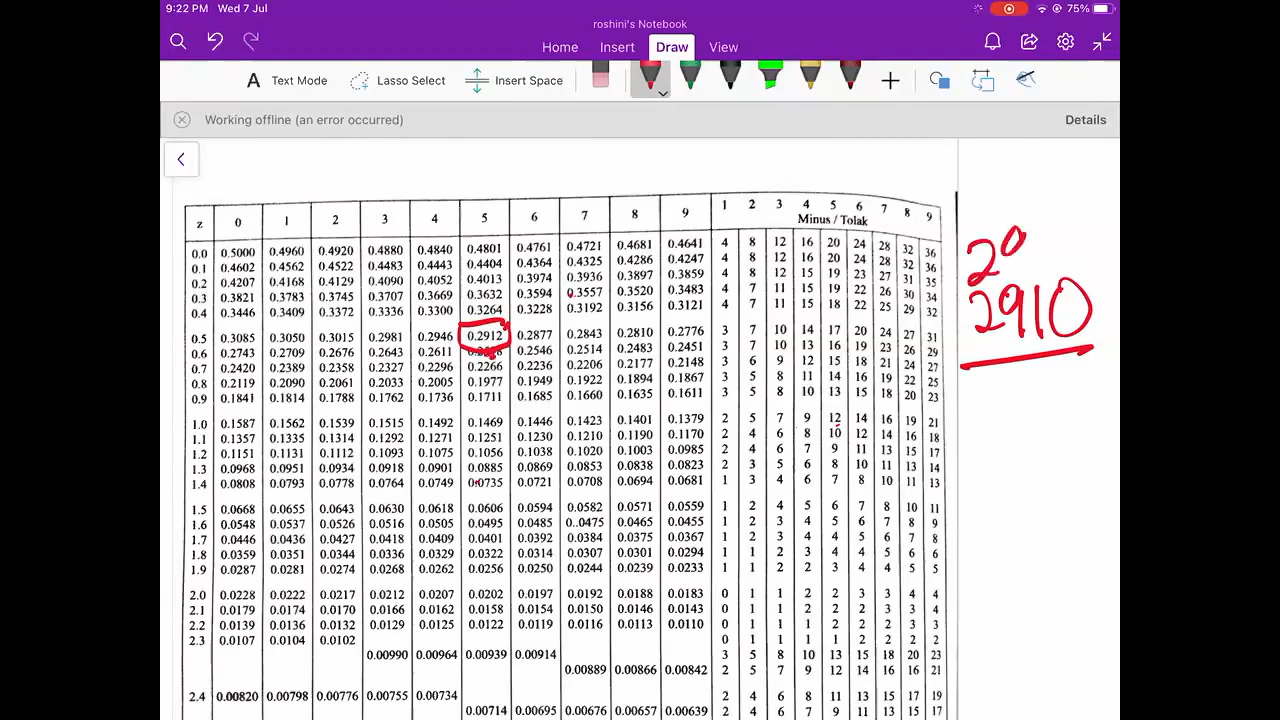 9:22 PM Wed 7 Jul 75%
roshini's Notebook
Home Insert Draw View
A Text Mode Lasso Select Insert Space
Working offline (an error occurred) Details
z 0 1 2 3 4 5 6 7 8 9 1 2 3 4 5 6 7 8 9
Minus / Tolak
0.0 0.5000 0.4960 0.4920 0.4880 0.4840 0.4801 0.4761 0.4721 0.4681 0.4641 4 8 12 16 20 24 28 32 36
0.1 0.4602 0.4562 0.4522 0.4483 0.4443 0.4404 0.4364 0.4325 0.4286 0.4247 4 8 12 16 20 24 28 32 36
0.2 0.4207 0.4168 0.4129 0.4090 0.4052 0.4013 0.3974 0.3936 0.3897 0.3859 4 8 12 15 19 23 27 31 35
0.3 0.3821 0.3783 0.3745 0.3707 0.3669 0.3632 0.3594 0.3557 0.3520 0.3483 4 7 11 15 19 22 26 30 34
0.4 0.3446 0.3409 0.3372 0.3336 0.3300 0.3264 0.3228 0.3192 0.3156 0.3121 4 7 11 15 18 22 25 29 32
0.5 0.3085 0.3050 0.3015 0.2981 0.2946 0.2912 0.2877 0.2843 0.2810 0.2776 3 7 10 14 17 20 24 27 31
0.6 0.2743 0.2709 0.2676 0.2643 0.2611 0.2546 0.2514 0.2483 0.2451 3 7 10 13 16 19 23 26 29
0.7 0.2420 0.2389 0.2358 0.2327 0.2296 0.2266 0.2236 0.2206 0.2177 0.2148 3 6 9 12 15 18 21 24 27
0.8 0.2119 0.2090 0.2061 0.2033 0.2005 0.1977 0.1949 0.1922 0.1894 0.1867 3 5 8 11 14 16 19 22 25
0.9 0.1841 0.1814 0.1788 0.1762 0.1736 0.1711 0.1685 0.1660 0.1635 0.1611 3 5 8 10 13 15 18 20 23
1.0 0.1587 0.1562 0.1539 0.1515 0.1492 0.1469 0.1446 0.1423 0.1401 0.1379 2 5 7 9 12 14 16 19 21
1.1 0.1357 0.1335 0.1314 0.1292 0.1271 0.1251 0.1230 0.1210 0.1190 0.1170 2 4 6 8 10 12 14 16 18
1.2 0.1151 0.1131 0.1112 0.1093 0.1075 0.1056 0.1038 0.1020 0.1003 0.0985 2 4 6 7 9 11 13 15 17
1.3 0.0968 0.0951 0.0934 0.0918 0.0901 0.0885 0.0869 0.0853 0.0838 0.0823 2 3 5 6 8 10 11 13 14
1.4 0.0808 0.0793 0.0778 0.0764 0.0749 0.0735 0.0721 0.0708 0.0694 0.0681 1 3 4 6 7 8 10 11 13
1.5 0.0668 0.0655 0.0643 0.0630 0.0618 0.0606 0.0594 0.0582 0.0571 0.0559 1 2 4 5 6 7 8 10 11
1.6 0.0548 0.0537 0.0526 0.0516 0.0505 0.0495 0.0485 0..0475 0.0465 0.0455 1 2 3 4 5 6 7 8 9
1.7 0.0446 0.0436 0.0427 0.0418 0.0409 0.0401 0.0392 0.0384 0.0375 0.0367 1 2 3 4 4 5 6 7 8
1.8 0.0359 0.0351 0.0344 0.0336 0.0329 0.0322 0.0314 0.0307 0.0301 0.0294 1 1 2 3 4 4 5 6 6
1.9 0.0287 0.0281 0.0274 0.0268 0.0262 0.0256 0.0250 0.0244 0.0239 0.0233 1 1 2 2 3 4 4 5 5
2.0 0.0228 0.0222 0.0217 0.0212 0.0207 0.0202 0.0197 0.0192 0.0188 0.0183 0 1 1 2 2 3 3 4 4
2.1 0.0179 0.0174 0.0170 0.0166 0.0162 0.0158 0.0154 0.0150 0.0146 0.0143 0 1 1 2 2 2 3 3 4
2.2 0.0139 0.0136 0.0132 0.0129 0.0125 0.0122 0.0119 0.0116 0.0113 0.0110 0 1 1 1 2 2 2 3 3
2.3 0.0107 0.0104 0.0102 0 1 1 1 1 2 2 2 2
0.00990 0.00964 0.00939 0.00914 3 5 8 10 13 15 18 20 23
0.00889 0.00866 0.00842 2 5 7 9 12 14 16 16 21
2.4 0.00820 0.00798 0.00776 0.00755 0.00734 2 4 6 8 11 13 15 17 19
0.00714 0.00695 0.00676 0.00657 0.00639 2 4 6 7 9 11 13 15 17
20
2910